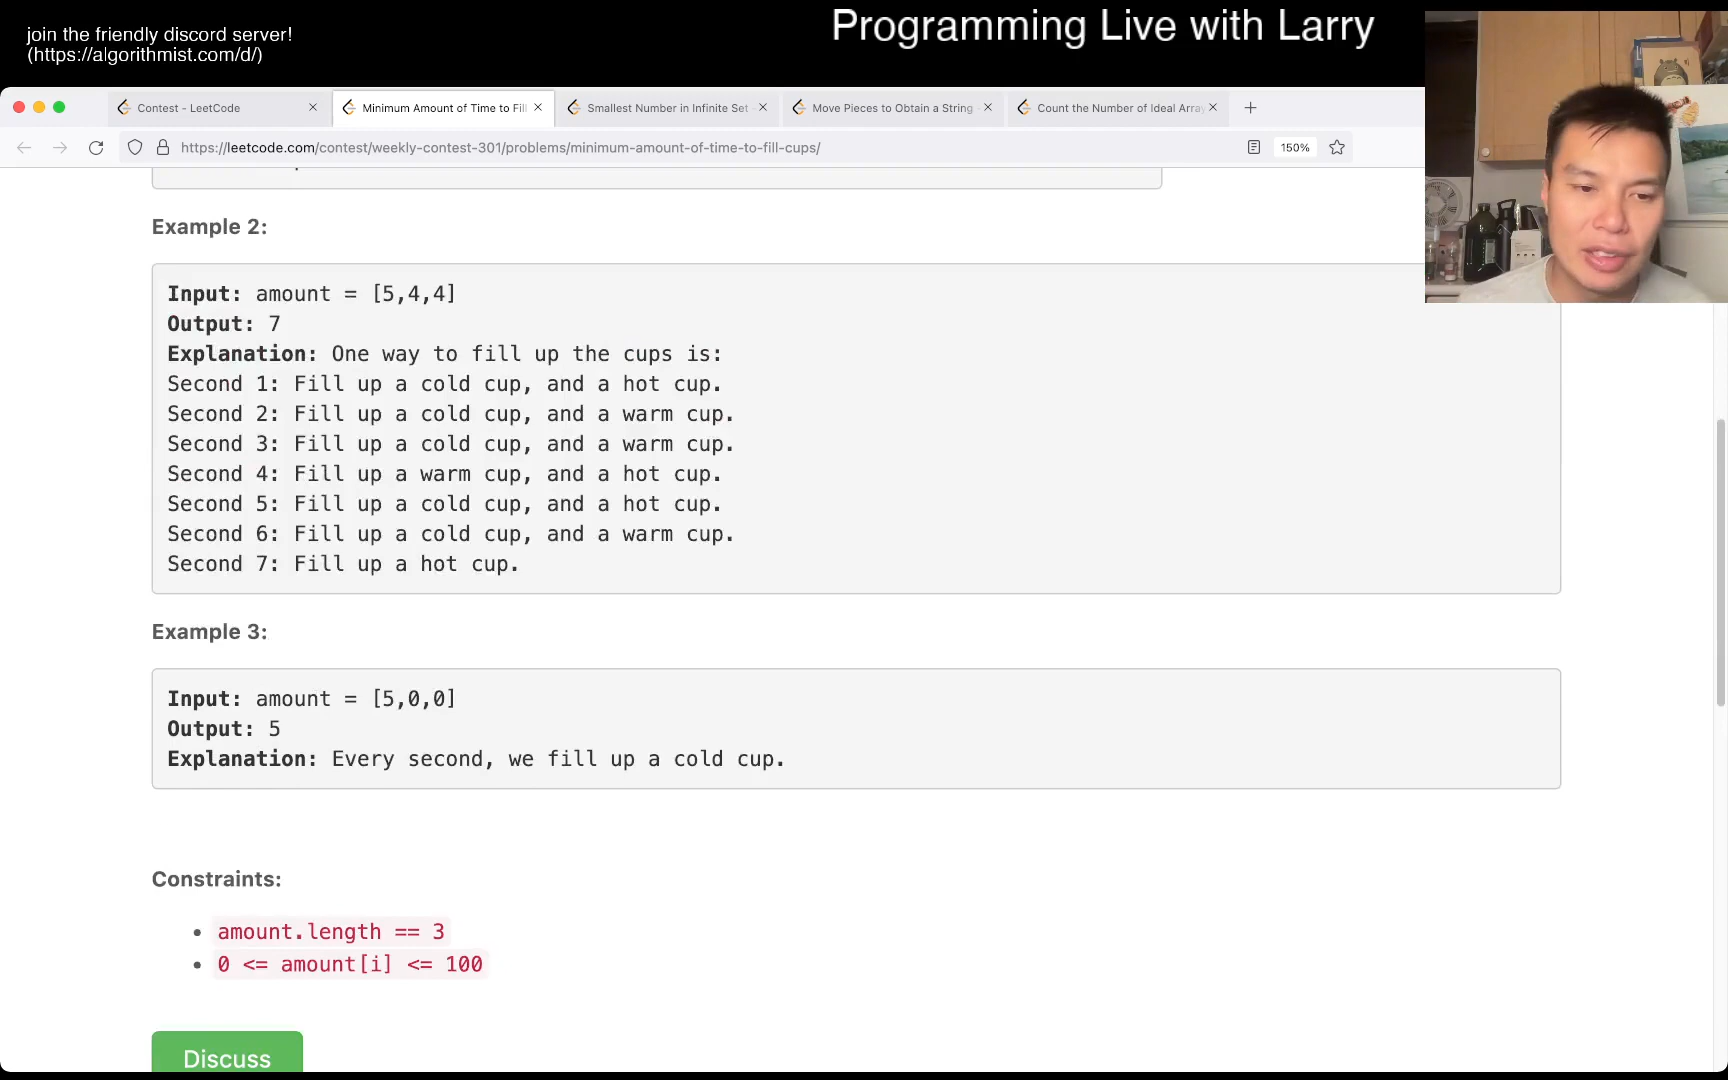 join the friendly discord server!
(https://algorithmist.com/d/)
Programming Live with Larry
Contest - LeetCode
Minimum Amount of Time to Fill
Smallest Number in Infinite Set -
Move Pieces to Obtain a String -
Count the Number of Ideal Array
https://leetcode.com/contest/weekly-contest-301/problems/minimum-amount-of-time-to-fill-cups/
150%
Example 2:
Input: amount = [5,4,4]
Output: 7
Explanation: One way to fill up the cups is:
Second 1: Fill up a cold cup, and a hot cup.
Second 2: Fill up a cold cup, and a warm cup.
Second 3: Fill up a cold cup, and a warm cup.
Second 4: Fill up a warm cup, and a hot cup.
Second 5: Fill up a cold cup, and a hot cup.
Second 6: Fill up a cold cup, and a warm cup.
Second 7: Fill up a hot cup.
Example 3:
Input: amount = [5,0,0]
Output: 5
Explanation: Every second, we fill up a cold cup.
Constraints:
amount.length == 3
0 <= amount[i] <= 100
Discuss